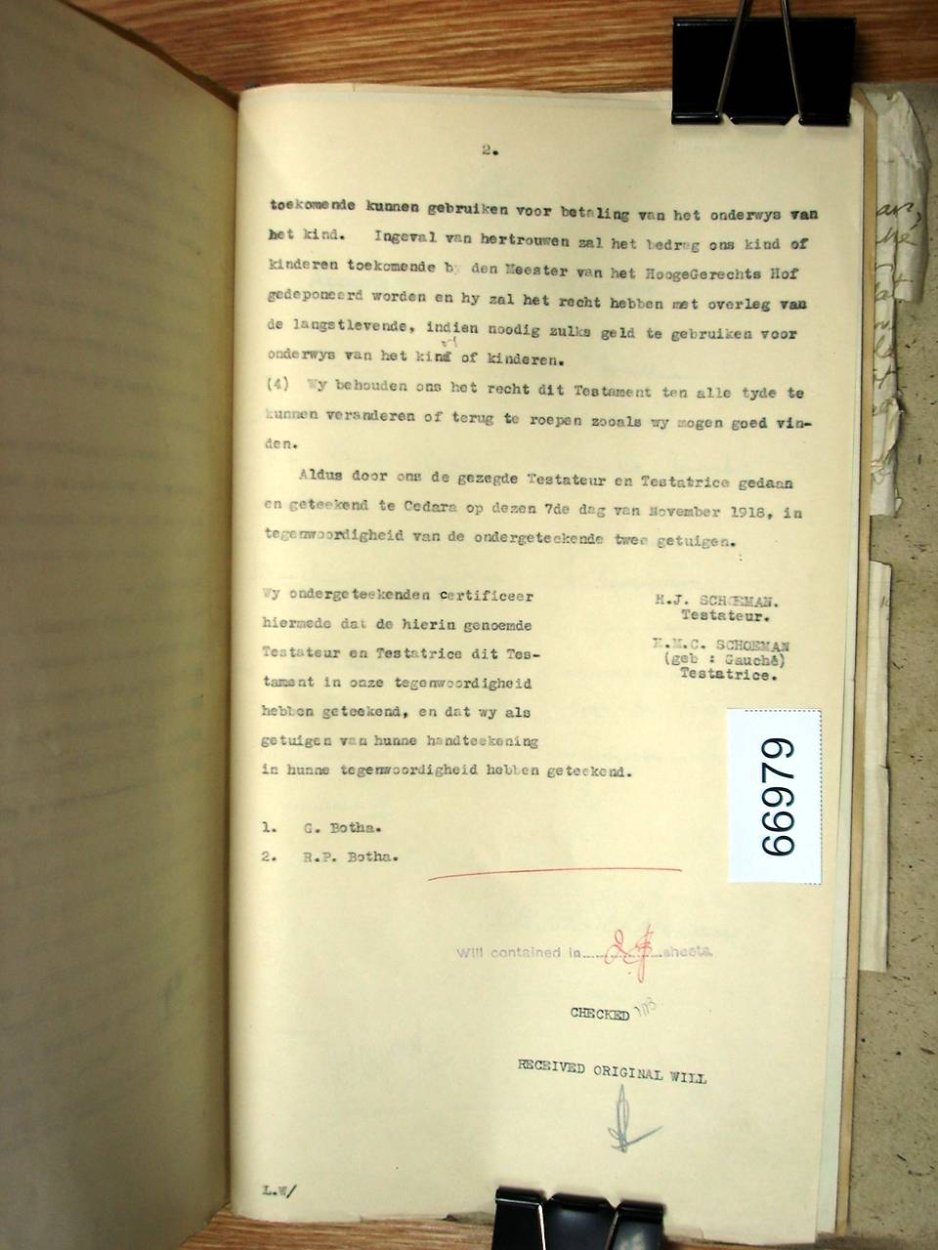 2.
toekomende kunnen gebruiken voor betaling van het onderwys van
het kind. Ingeval van hertrouwen zal het bedrag ons kind of
kinderen toekomende by den Meester van het HoogeGerechts Hof
gedeponeerd worden en hy zal het recht hebben met overleg van
de langstlevende, indien noodig zulks geld te gebruiken voor
onderwys van het kind of kinderen.
(4) Wy behouden ons het recht dit Testament ten alle tyde te
kunnen veranderen of terug te roepen zooals wy mogen goed vin-
den.
Aldus door ons de gezegde Testateur en Testatrice gedaan
en geteekend te Cedara op dezen 7de dag van November 1918, in
tegenwoordigheid van de ondergeteekende twee getuigen.
Wy ondergeteekenden certificeer
hiermede dat de hierin genoemde
Testateur en Testatrice dit Tes-
tament in onze tegenwoordigheid
hebben geteekend, en dat wy als
getuigen van hunne handteekening
in hunne tegenwoordigheid hebben geteekend.
H.J. SCHOEMAN.
Testateur.
M.C. SCHOEMAN
(geb : Gauché)
Testatrice.
66979
1. G. Botha.
2. R.P. Botha.
Will contained in 2 sheets.
CHECKED
RECEIVED ORIGINAL WILL
L.W/